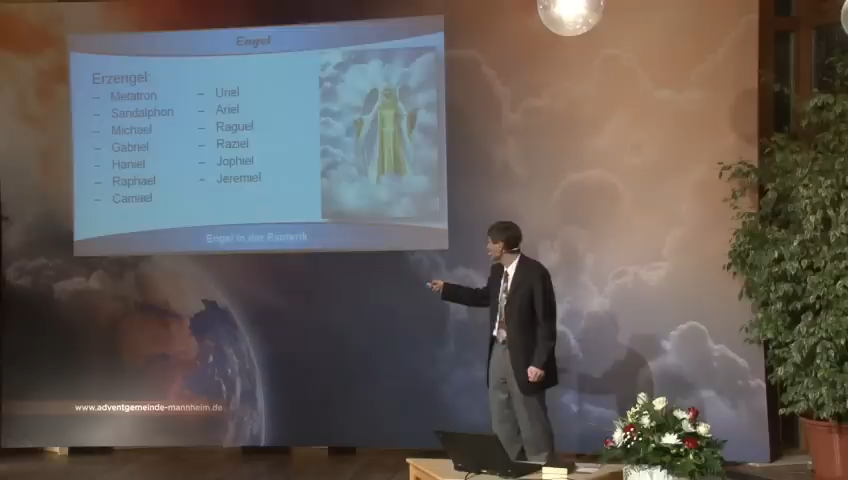 Engel
Erzengel:
– Metatron
– Sandalphon
– Michael
– Gabriel
– Haniel
– Raphael
– Camael
– Uriel
– Ariel
– Raguel
– Raziel
– Jophiel
– Jeremiel
Engel in der Esoterik
www.adventgemeinde-mannheim.de